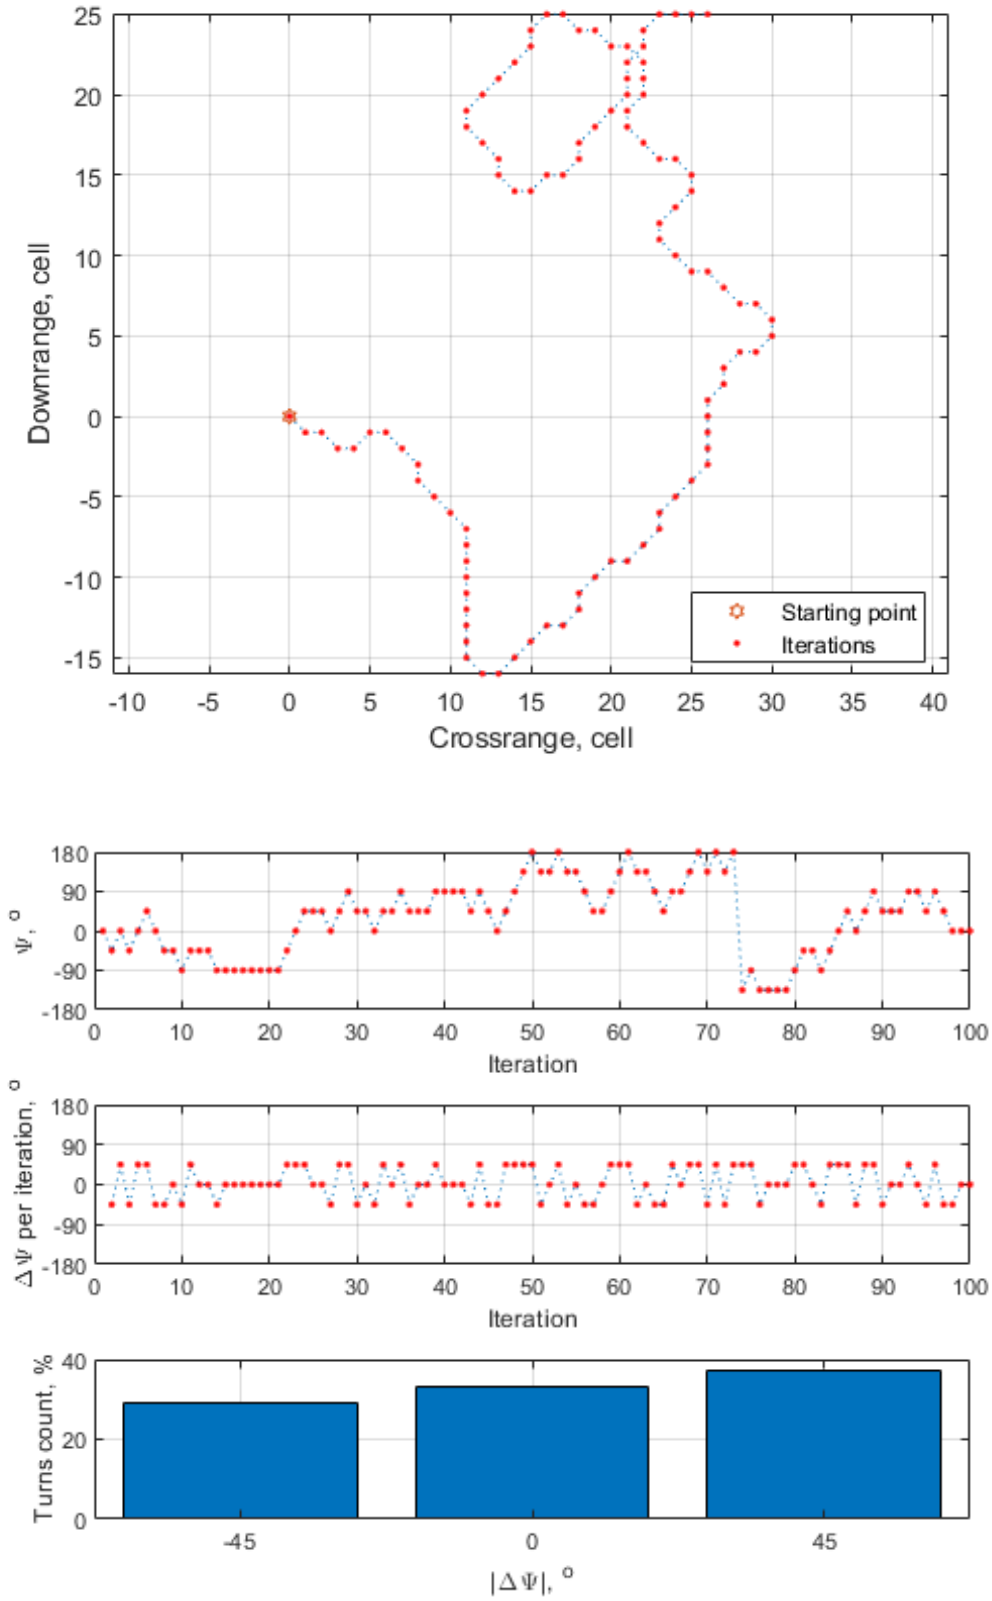 25
20
15
10
5
0
-5
-10
-15
Downrange, cell
-10 -5 0 5 10 15 20 25 30 35 40
Crossrange, cell
Starting point
Iterations
180
90
0
-90
-180
Ψ, °
0 10 20 30 40 50 60 70 80 90 100
Iteration
180
90
0
-90
-180
ΔΨ per iteration, °
0 10 20 30 40 50 60 70 80 90 100
Iteration
40
20
0
Turns count, %
-45 0 45
|ΔΨ|, °